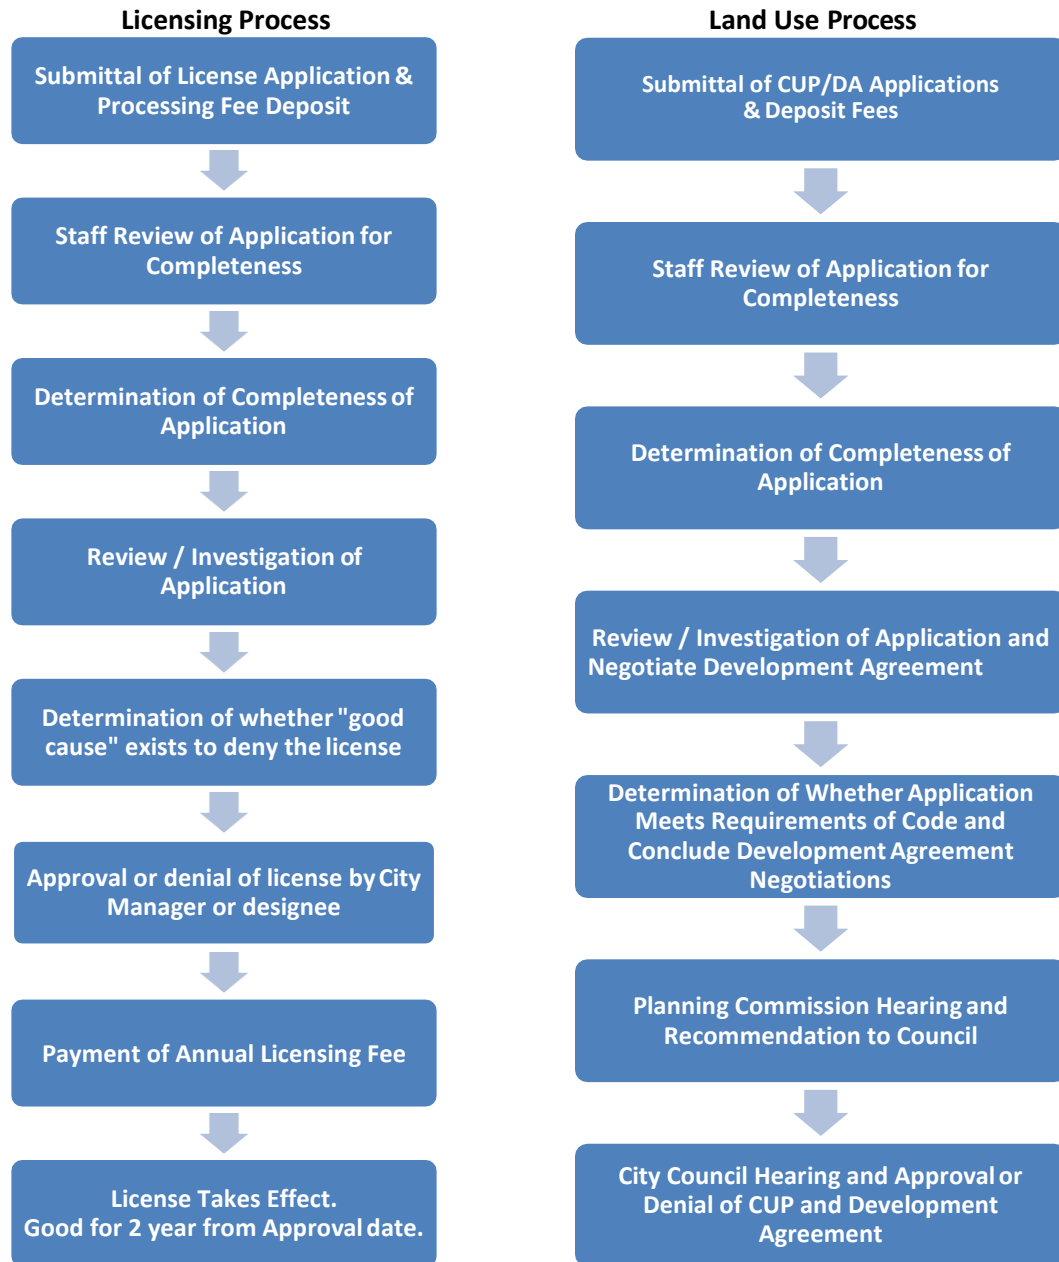 Licensing Process
Submittal of License Application &
Processing Fee Deposit
Staff Review of Application for
Completeness
Determination of Completeness of
Application
Review / Investigation of
Application
Determination of whether "good
cause" exists to deny the license
Approval or denial of license by City
Manager or designee
Payment of Annual Licensing Fee
License Takes Effect.
Good for 2 year from Approval date.
Land Use Process
Submittal of CUP/DA Applications
& Deposit Fees
Staff Review of Application for
Completeness
Determination of Completeness of
Application
Review / Investigation of Application and
Negotiate Development Agreement
Determination of Whether Application
Meets Requirements of Code and
Conclude Development Agreement
Negotiations
Planning Commission Hearing and
Recommendation to Council
City Council Hearing and Approval or
Denial of CUP and Development
Agreement